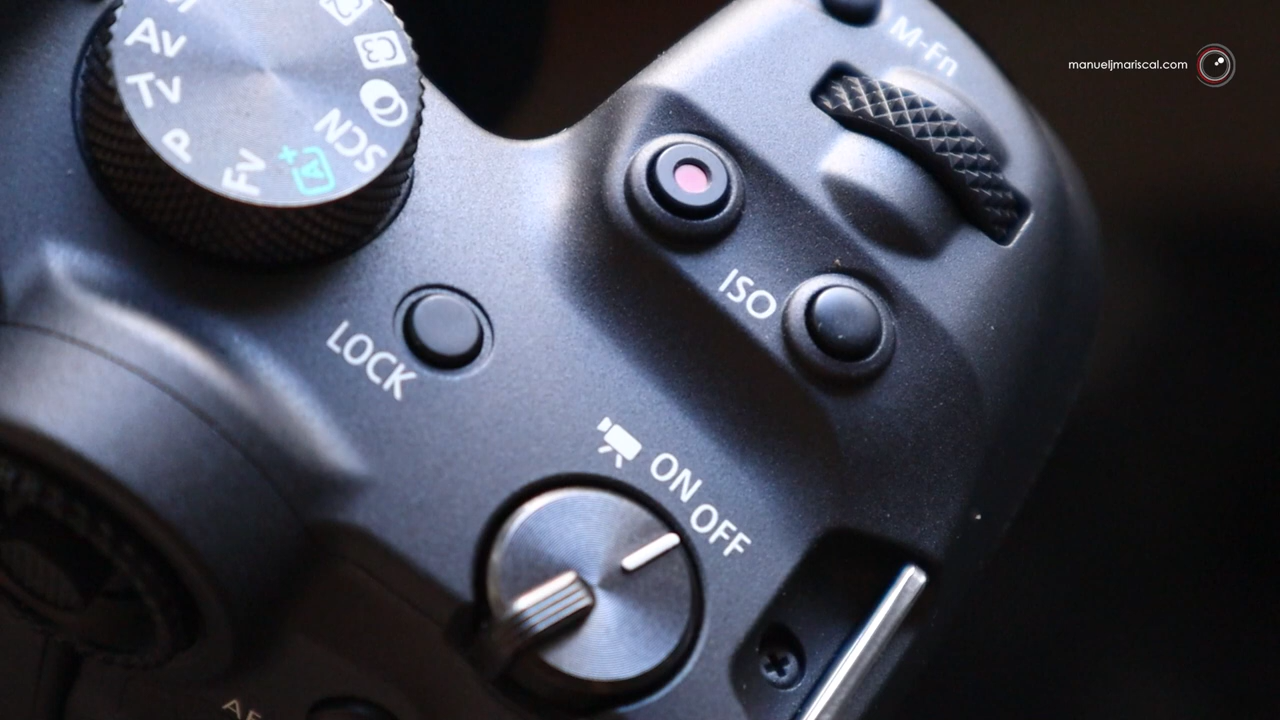 M-Fn
manueljmariscal.com
Av
Tv
P
Fv
A+
SCN
ISO
LOCK
ON
OFF